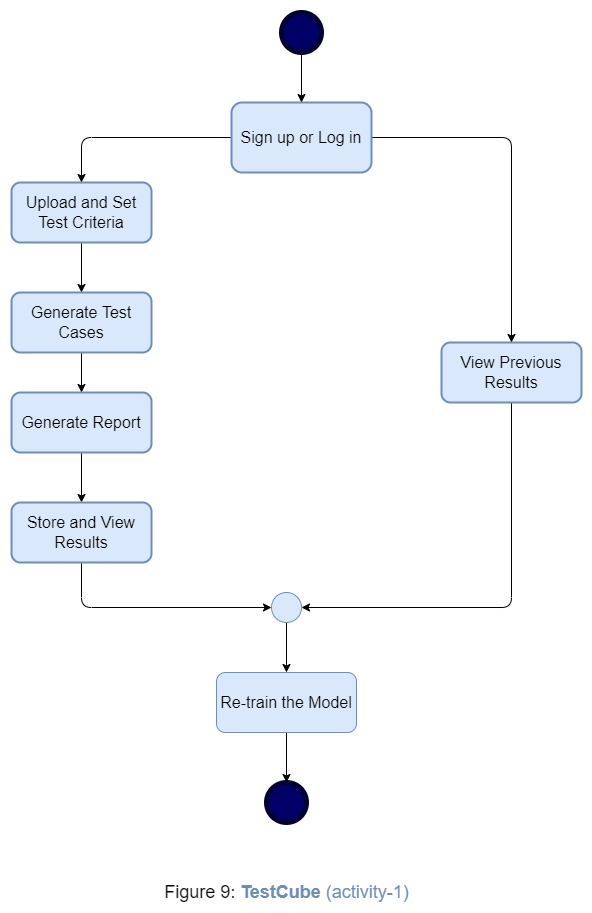 Sign up or Log in
Upload and Set
Test Criteria
Generate Test
Cases
View Previous
Results
Generate Report
Store and View
Results
Re-train the Model
Figure 9: TestCube (activity-1)